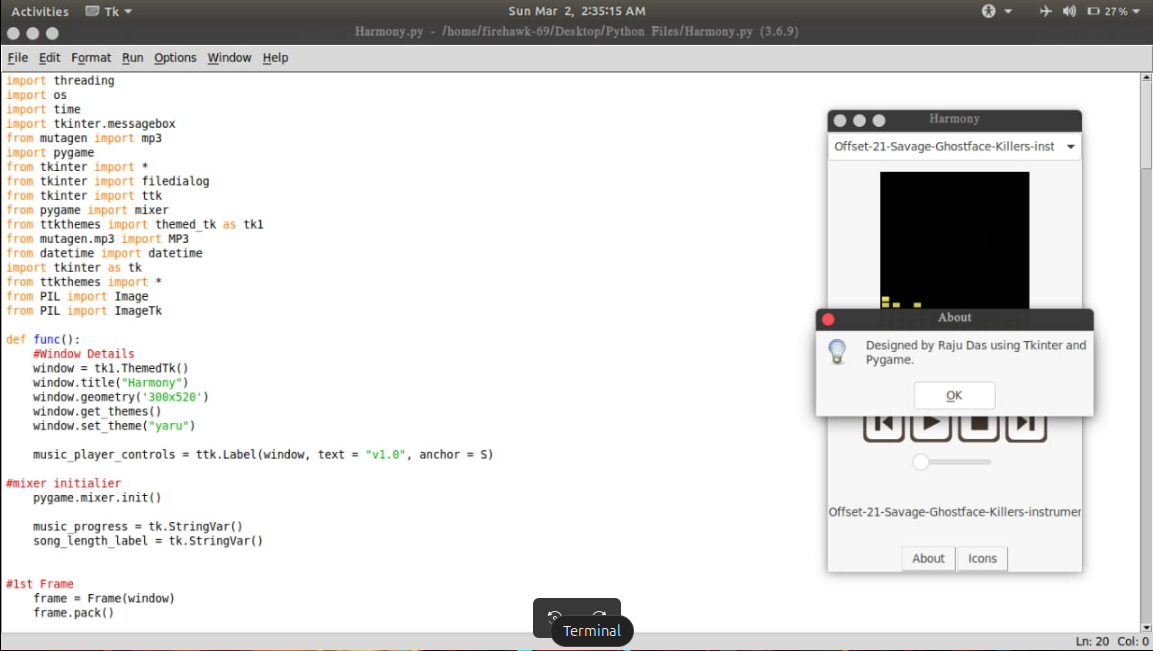 Activities Tk Sun Mar 2, 2:35:15 AM 27 %
Harmony.py - /home/firehawk-69/Desktop/Python Files/Harmony.py (3.6.9)
File Edit Format Run Options Window Help
import threading
import os
import time
import tkinter.messagebox
from mutagen import mp3
import pygame
from tkinter import *
from tkinter import filedialog
from tkinter import ttk
from pygame import mixer
from ttkthemes import themed_tk as tk1
from mutagen.mp3 import MP3
from datetime import datetime
import tkinter as tk
from ttkthemes import *
from PIL import Image
from PIL import ImageTk
def func():
#Window Details
window = tk1.ThemedTk()
window.title("Harmony")
window.geometry('300x520')
window.get_themes()
window.set_theme("yaru")
music_player_controls = ttk.Label(window, text = "v1.0", anchor = S)
#mixer initialier
pygame.mixer.init()
music_progress = tk.StringVar()
song_length_label = tk.StringVar()
#1st Frame
frame = Frame(window)
frame.pack()
Harmony
Offset-21-Savage-Ghostface-Killers-inst
About
Designed by Raju Das using Tkinter and
Pygame.
OK
Offset-21-Savage-Ghostface-Killers-instrumer
About Icons
Terminal
Ln: 20 Col: 0